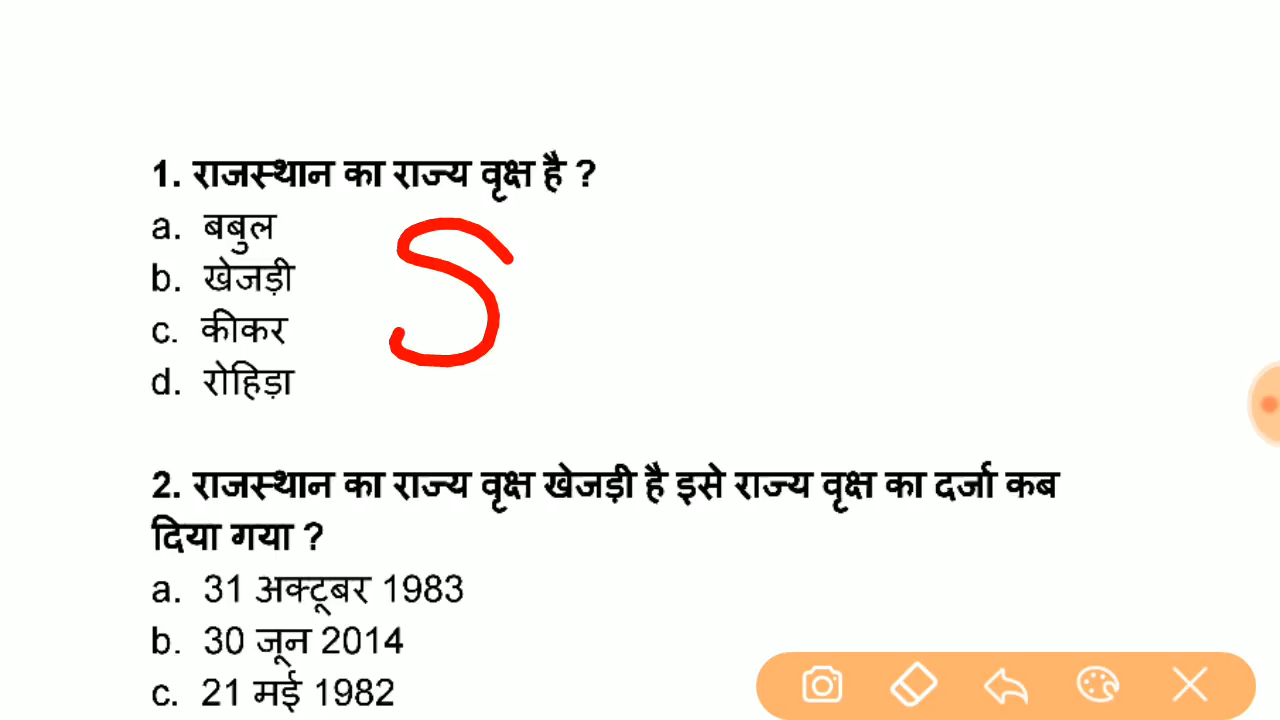 1. राजस्थान का राज्य वृक्ष है ?
a. बबुल
b. खेजड़ी
S
c. कीकर
d. रोहिड़ा
2. राजस्थान का राज्य वृक्ष खेजड़ी है इसे राज्य वृक्ष का दर्जा कब
दिया गया ?
a. 31 अक्टूबर 1983
b. 30 जून 2014
c. 21 मई 1982